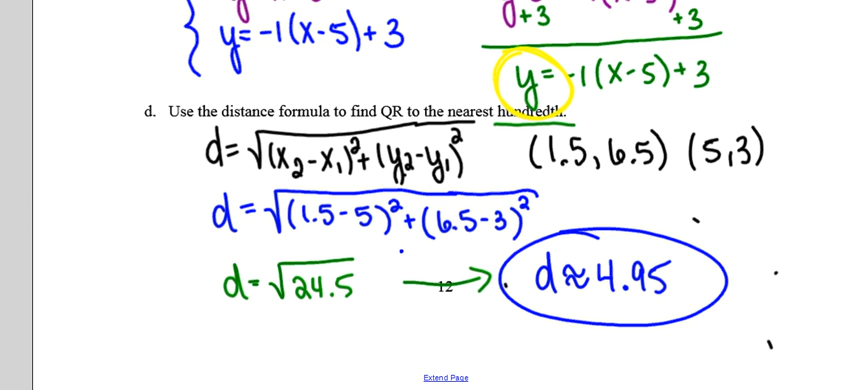 y = -1(x-5)+3
y+3 +3
y = -1(x-5)+3
d. Use the distance formula to find QR to the nearest hundredth.
d = √(x₂-x₁)²+(y₂-y₁)² (1.5, 6.5) (5,3)
d = √(1.5-5)²+(6.5-3)²
d = √24.5 → 12 d ≈ 4.95
Extend Page